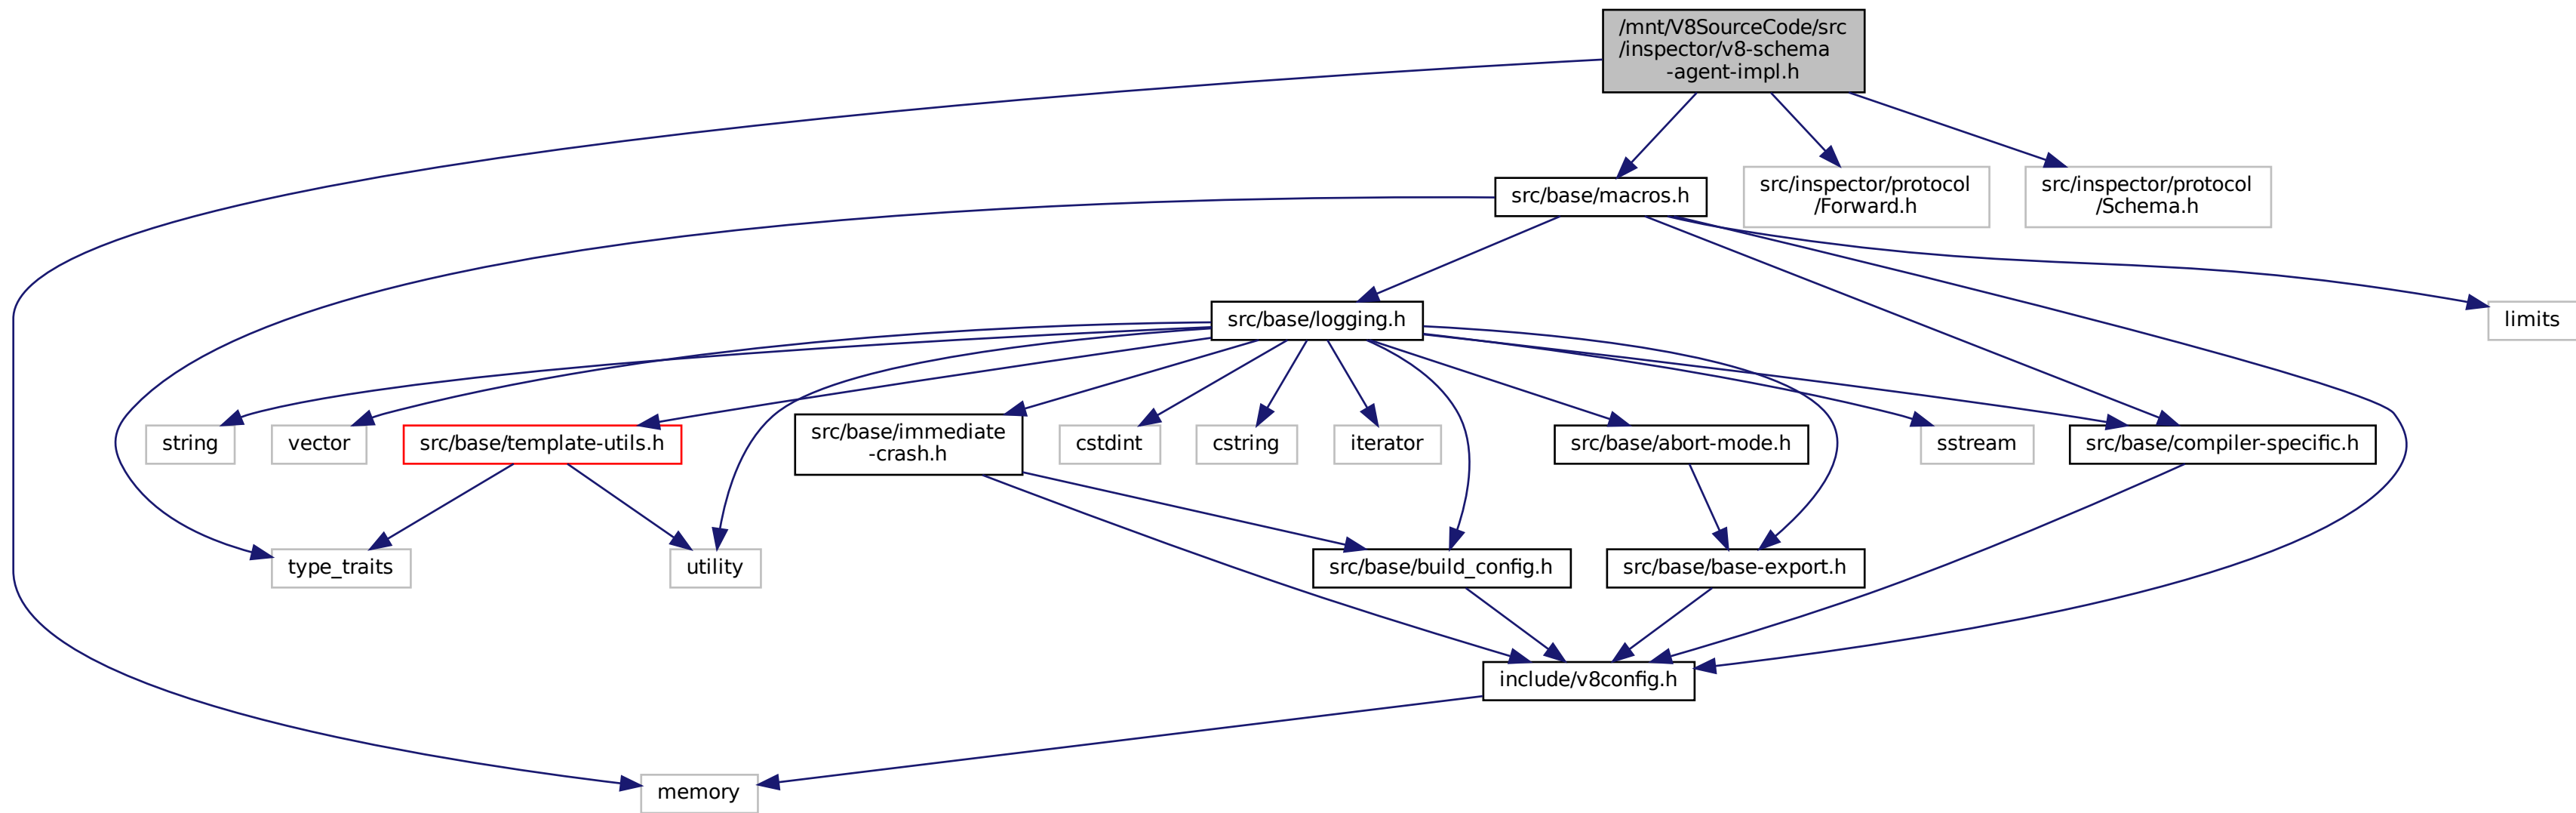 /mnt/V8SourceCode/src
/inspector/v8-schema
-agent-impl.h
src/base/macros.h
src/inspector/protocol
/Forward.h
src/inspector/protocol
/Schema.h
src/base/logging.h
limits
string
vector
src/base/template-utils.h
src/base/immediate
-crash.h
cstdint
cstring
iterator
src/base/abort-mode.h
sstream
src/base/compiler-specific.h
type_traits
utility
src/base/build_config.h
src/base/base-export.h
include/v8config.h
memory